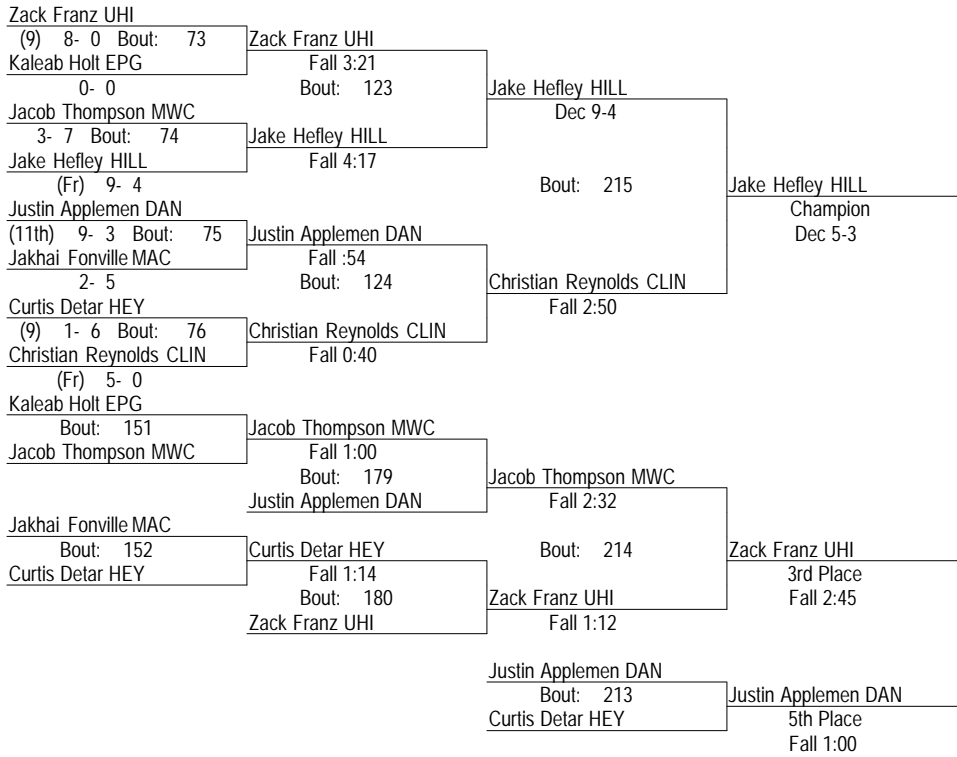 Zack Franz UHI
(9) 8- 0 Bout: 73
Zack Franz UHI
Kaleab Holt EPG
Fall 3:21
0- 0
Bout: 123
Jake Hefley HILL
Jacob Thompson MWC
Dec 9-4
3- 7 Bout: 74
Jake Hefley HILL
Jake Hefley HILL
Fall 4:17
(Fr) 9- 4
Bout: 215
Jake Hefley HILL
Justin Applemen DAN
Champion
(11th) 9- 3 Bout: 75
Justin Applemen DAN
Dec 5-3
Jakhai Fonville MAC
Fall :54
2- 5
Bout: 124
Christian Reynolds CLIN
Curtis Detar HEY
Fall 2:50
(9) 1- 6 Bout: 76
Christian Reynolds CLIN
Christian Reynolds CLIN
Fall 0:40
(Fr) 5- 0
Kaleab Holt EPG
Bout: 151
Jacob Thompson MWC
Jacob Thompson MWC
Fall 1:00
Bout: 179
Jacob Thompson MWC
Justin Applemen DAN
Fall 2:32
Jakhai Fonville MAC
Bout: 152
Curtis Detar HEY
Bout: 214
Zack Franz UHI
Curtis Detar HEY
Fall 1:14
3rd Place
Bout: 180
Zack Franz UHI
Fall 2:45
Zack Franz UHI
Fall 1:12
Justin Applemen DAN
Bout: 213
Justin Applemen DAN
Curtis Detar HEY
5th Place
Fall 1:00